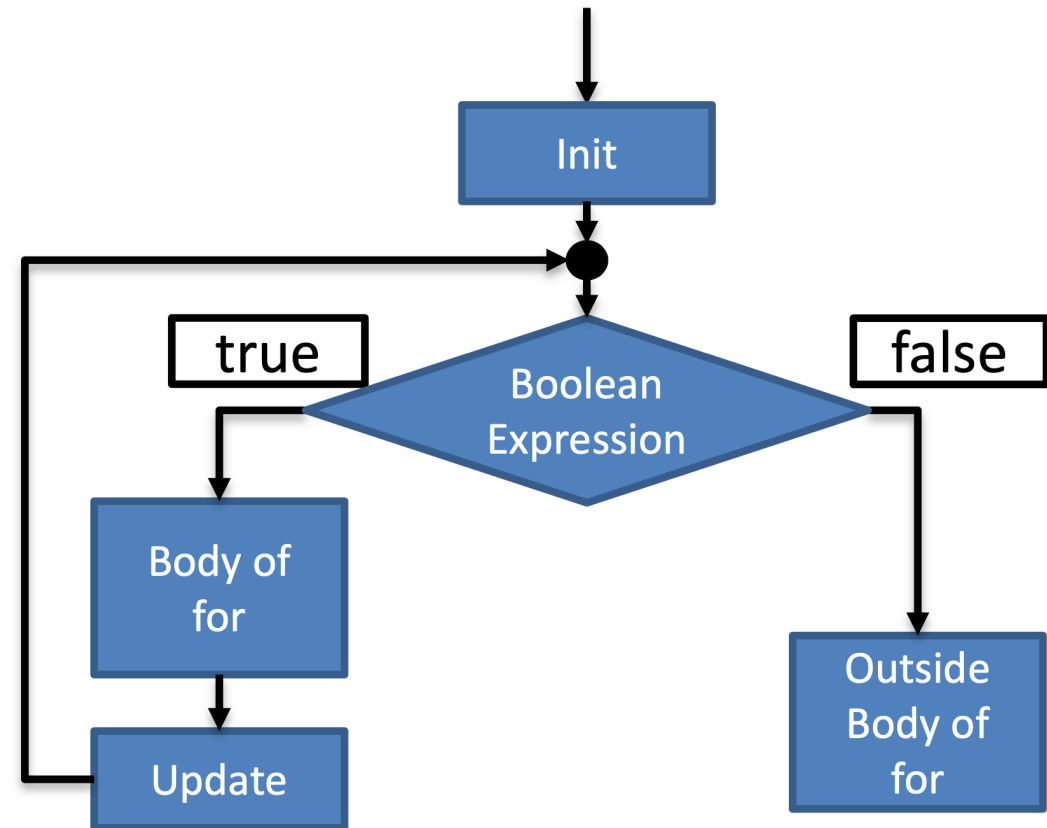 Init
true
false
Boolean
Expression
Body of
for
Outside
Body of
for
Update